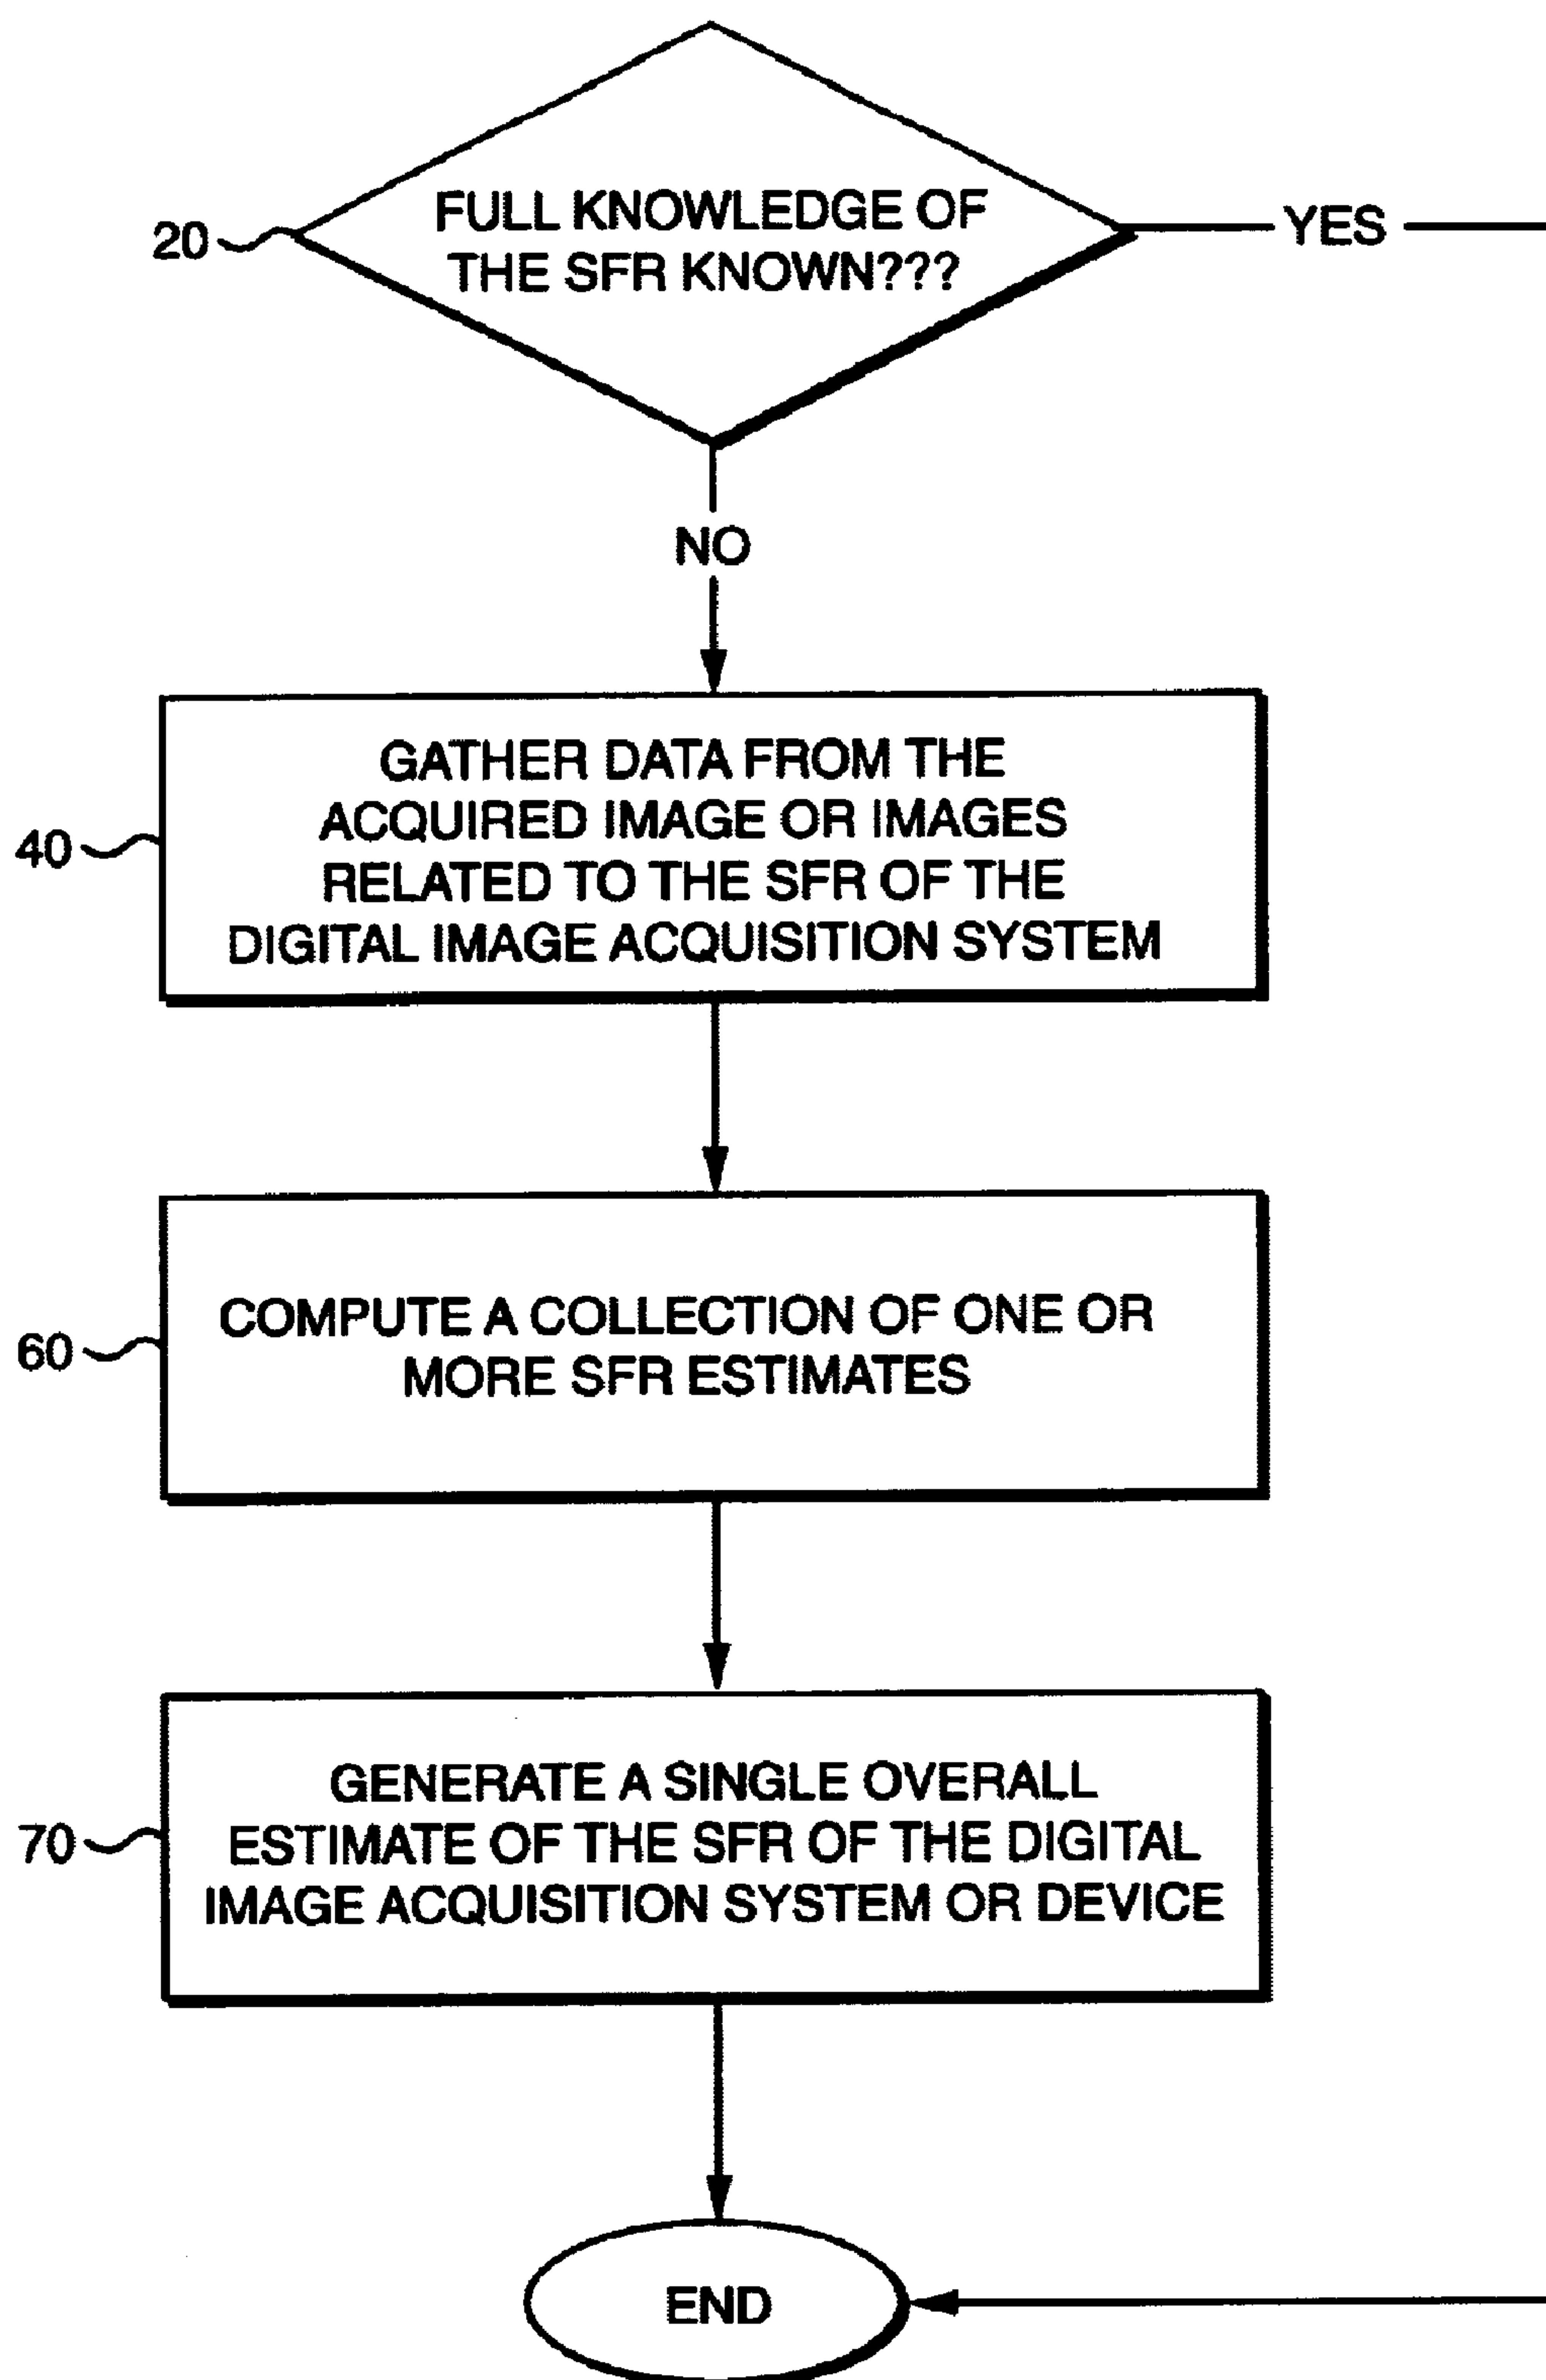 FULL KNOWLEDGE OF
THE SFR KNOWN???
20
YES
NO
GATHER DATA FROM THE
ACQUIRED IMAGE OR IMAGES
RELATED TO THE SFR OF THE
DIGITAL IMAGE ACQUISITION SYSTEM
40
COMPUTE A COLLECTION OF ONE OR
MORE SFR ESTIMATES
60
GENERATE A SINGLE OVERALL
ESTIMATE OF THE SFR OF THE DIGITAL
IMAGE ACQUISITION SYSTEM OR DEVICE
70
END